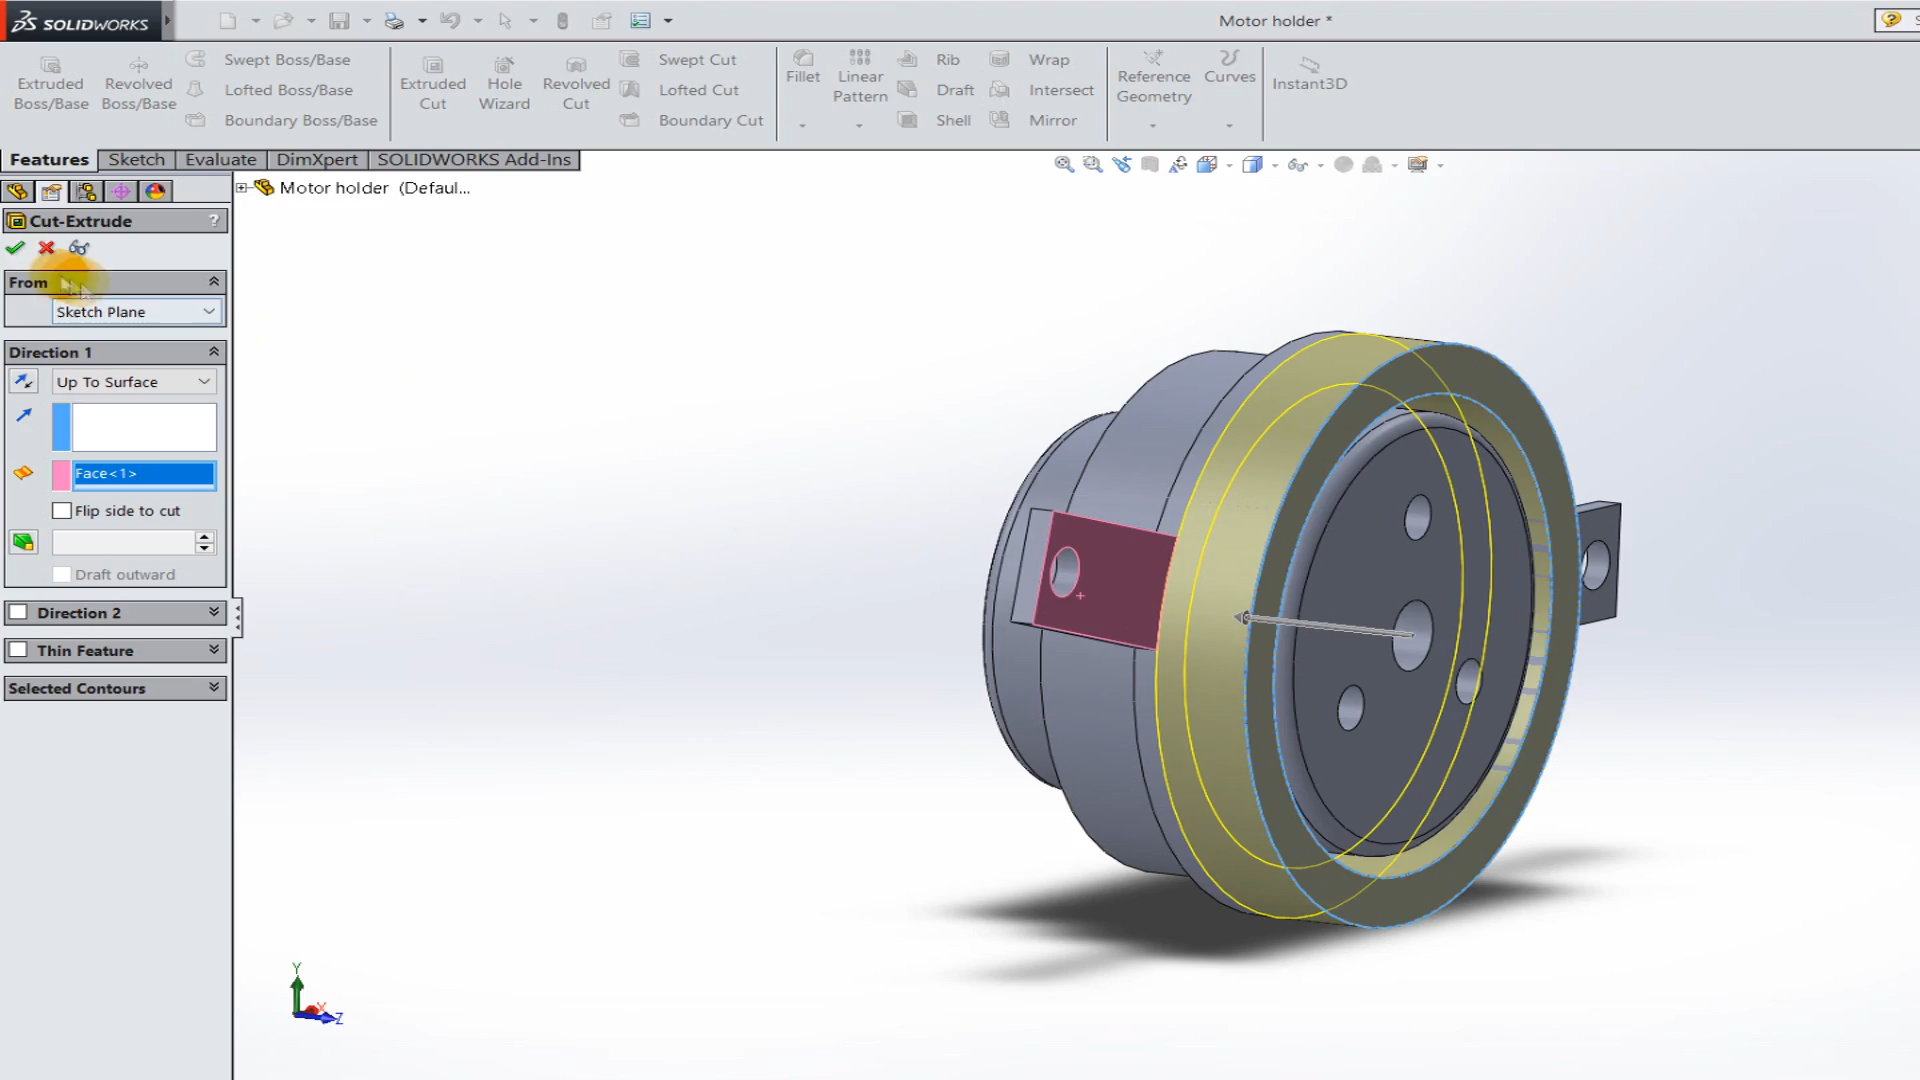 SOLIDWORKS
Motor holder *
S
Extruded Boss/Base
Revolved Boss/Base
Swept Boss/Base
Lofted Boss/Base
Boundary Boss/Base
Extruded Cut
Hole Wizard
Revolved Cut
Swept Cut
Lofted Cut
Boundary Cut
Fillet
Linear Pattern
Rib
Draft
Shell
Wrap
Intersect
Mirror
Reference Geometry
Curves
Instant3D
Features
Sketch
Evaluate
DimXpert
SOLIDWORKS Add-Ins
Motor holder (Defaul...
Cut-Extrude
?
From
Sketch Plane
Direction 1
Up To Surface
Face<1>
Flip side to cut
Draft outward
Direction 2
Thin Feature
Selected Contours
Y
X
Z